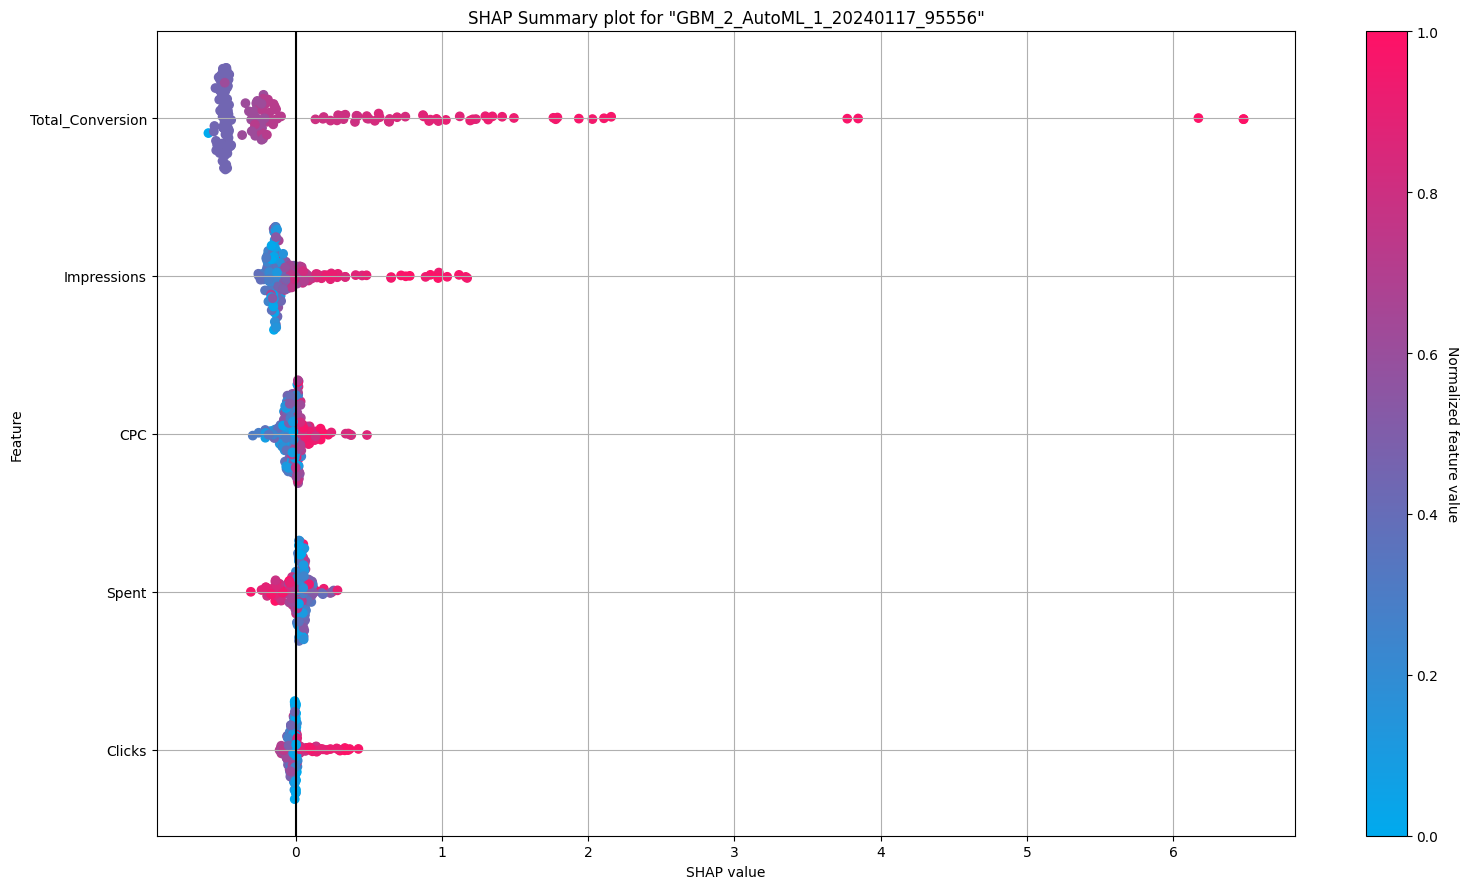 SHAP Summary plot for "GBM_2_AutoML_1_20240117_95556"
Total_Conversion
Impressions
CPC
Spent
Clicks
Feature
0 1 2 3 4 5 6
SHAP value
1.0
0.8
0.6
0.4
0.2
0.0
Normalized feature value